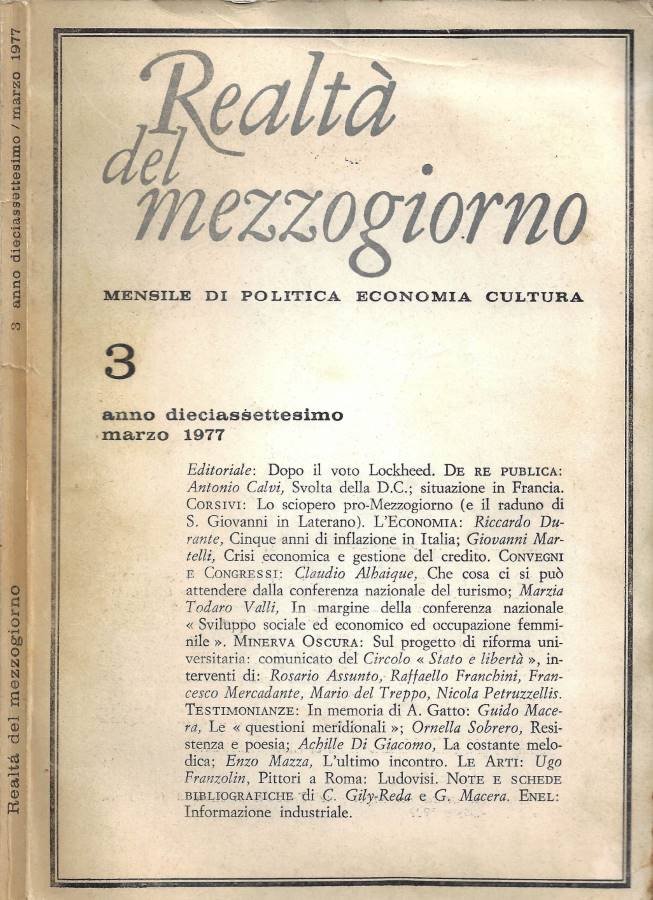 Realtà
del
mezzogiorno
MENSILE DI POLITICA ECONOMIA CULTURA
3
anno dieciassettesimo
marzo 1977
Editoriale: Dopo il voto Lockheed. DE RE PUBLICA:
Antonio Calvi, Svolta della D.C.; situazione in Francia.
CORSIVI: Lo sciopero pro-Mezzogiorno (e il raduno di
S. Giovanni in Laterano). L'ECONOMIA: Riccardo Du-
rante, Cinque anni di inflazione in Italia; Giovanni Mar-
telli, Crisi economica e gestione del credito. CONVEGNI
E CONGRESSI: Claudio Alhaique, Che cosa ci si può
attendere dalla conferenza nazionale del turismo; Marzia
Todaro Valli, In margine della conferenza nazionale
« Sviluppo sociale ed economico ed occupazione femmi-
nile ». MINERVA OSCURA: Sul progetto di riforma uni-
versitaria: comunicato del Circolo « Stato e libertà », in-
terventi di: Rosario Assunto, Raffaello Franchini, Fran-
cesco Mercadante, Mario del Treppo, Nicola Petruzzellis.
TESTIMONIANZE: In memoria di A. Gatto: Guido Mace-
ra, Le « questioni meridionali »; Ornella Sobrero, Resi-
stenza e poesia; Achille Di Giacomo, La costante melo-
dica; Enzo Mazza, L'ultimo incontro. LE ARTI: Ugo
Franzolin, Pittori a Roma: Ludovisi. NOTE E SCHEDE
BIBLIOGRAFICHE di C. Gily-Reda e G. Macera. ENEL:
Informazione industriale.
Realtá del mezzogiorno
3 anno dieciassettesimo / marzo 1977